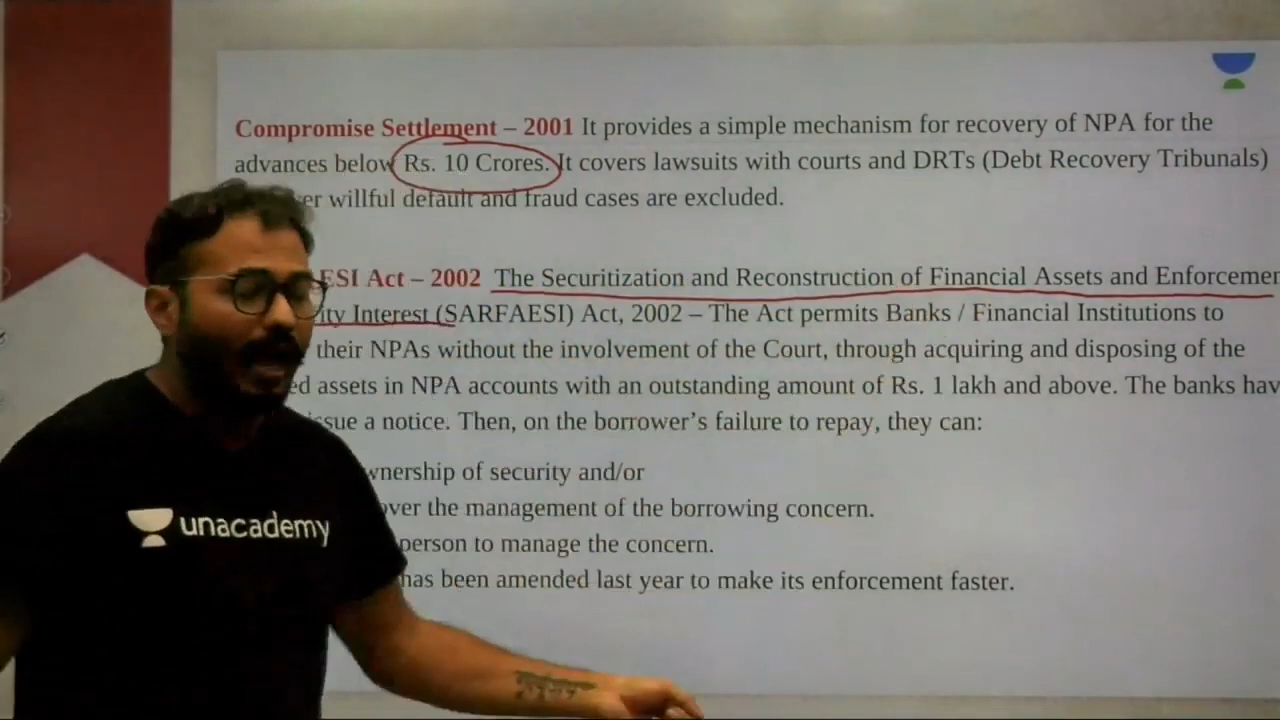 Compromise Settlement – 2001 It provides a simple mechanism for recovery of NPA for the
advances below Rs. 10 Crores. It covers lawsuits with courts and DRTs (Debt Recovery Tribunals)
willful default and fraud cases are excluded.
ESI Act – 2002 The Securitization and Reconstruction of Financial Assets and Enforcemen
ity Interest (SARFAESI) Act, 2002 – The Act permits Banks / Financial Institutions to
their NPAs without the involvement of the Court, through acquiring and disposing of the
ed assets in NPA accounts with an outstanding amount of Rs. 1 lakh and above. The banks hav
ssue a notice. Then, on the borrower’s failure to repay, they can:
wnership of security and/or
over the management of the borrowing concern.
person to manage the concern.
has been amended last year to make its enforcement faster.
unacademy